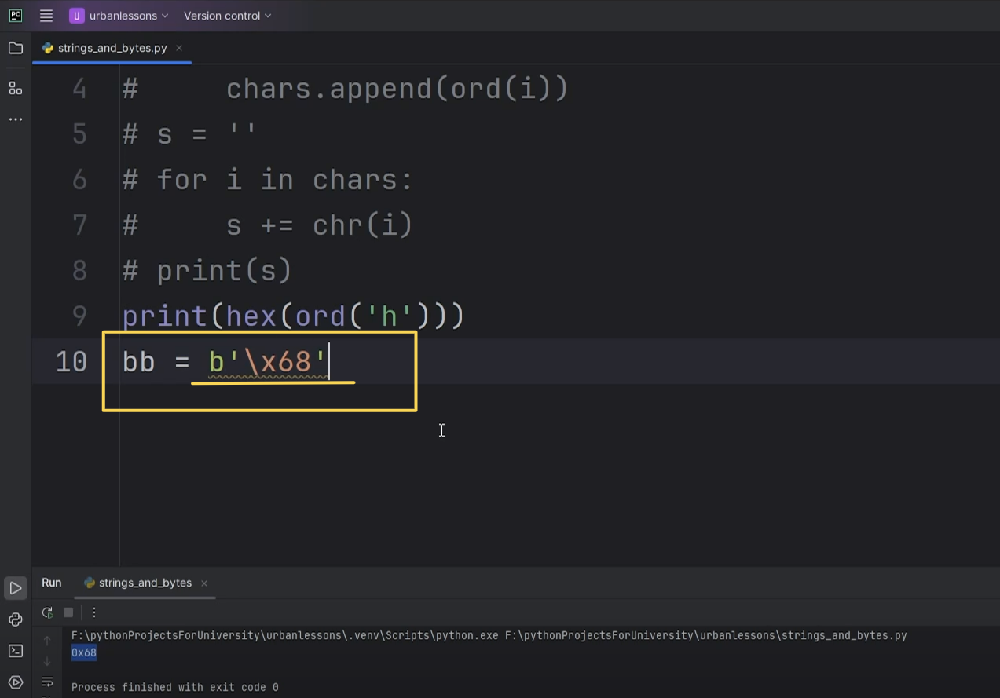 PC U urbanlessons Version control
strings_and_bytes.py
4 #     chars.append(ord(i))
5 # s = ''
6 # for i in chars:
7 #     s += chr(i)
8 # print(s)
9 print(hex(ord('h')))
10 bb = b'\x68'
Run strings_and_bytes
F:\pythonProjectsForUniversity\urbanlessons\.venv\Scripts\python.exe F:\pythonProjectsForUniversity\urbanlessons\strings_and_bytes.py
0x68
Process finished with exit code 0